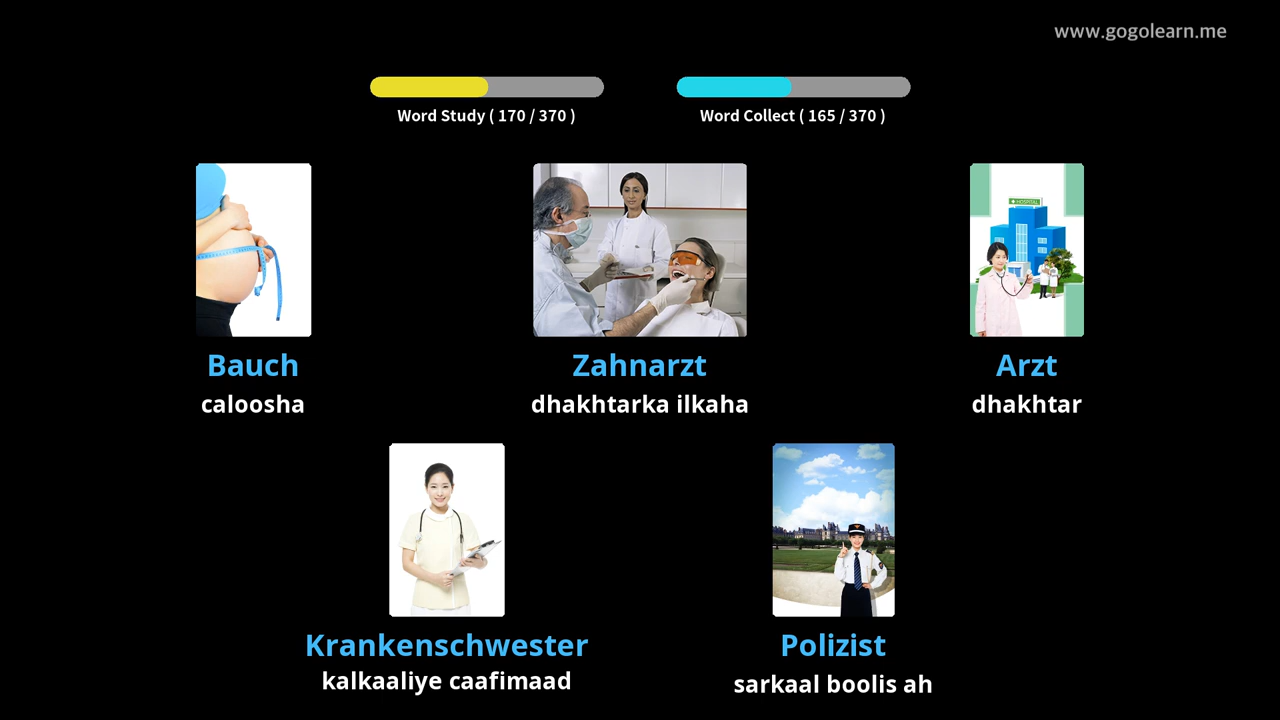 www.gogolearn.me
Word Study ( 170 / 370 )
Word Collect ( 165 / 370 )
HOSPITAL
Bauch
caloosha
Zahnarzt
dhakhtarka ilkaha
Arzt
dhakhtar
Krankenschwester
kalkaaliye caafimaad
Polizist
sarkaal boolis ah